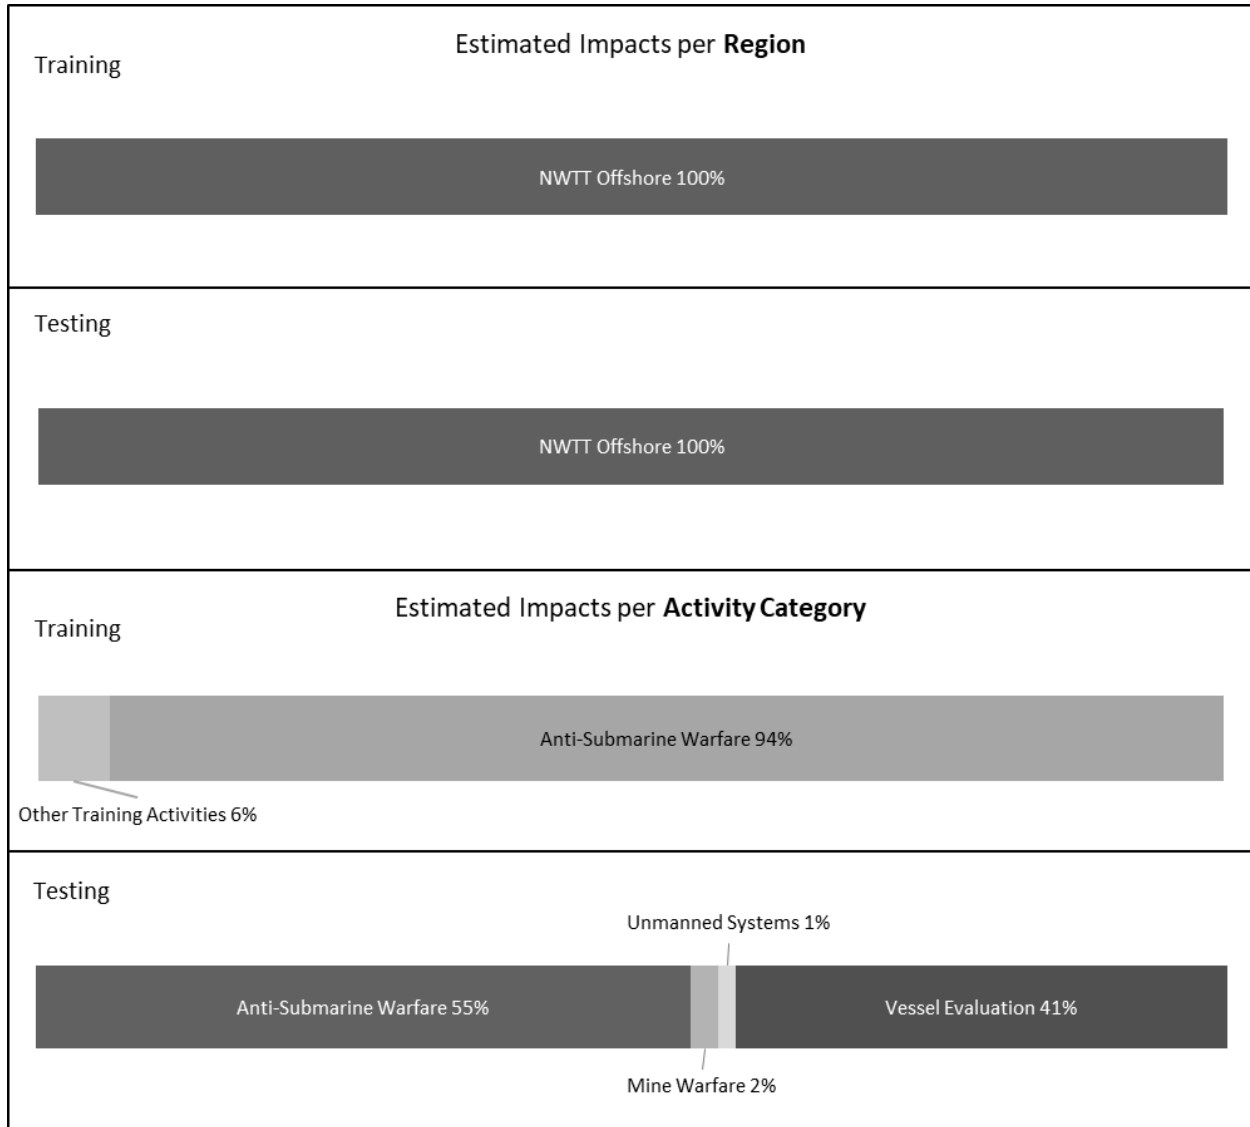 Estimated Impacts per Region
Training
NWTT Offshore 100%
Testing
NWTT Offshore 100%
Estimated Impacts per Activity Category
Training
Anti-Submarine Warfare 94%
Other Training Activities 6%
Testing
Unmanned Systems 1%
Anti-Submarine Warfare 55%
Vessel Evaluation 41%
Mine Warfare 2%